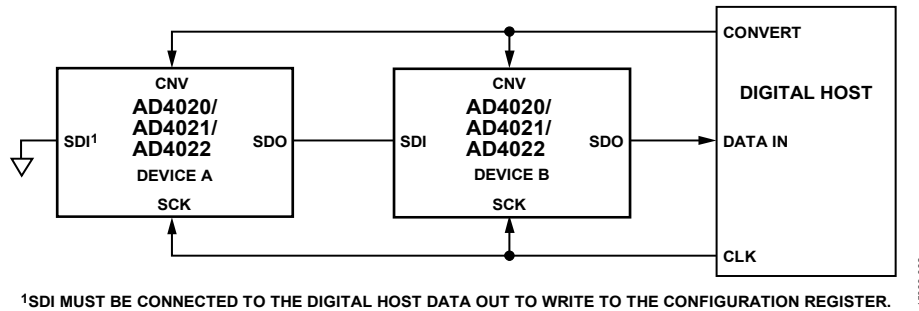 CONVERT
DIGITAL HOST
DATA IN
CLK
CNV
AD4020/
AD4021/
AD4022
DEVICE A
SDI1
SDO
SCK
CNV
AD4020/
AD4021/
AD4022
DEVICE B
SDI
SDO
SCK
1SDI MUST BE CONNECTED TO THE DIGITAL HOST DATA OUT TO WRITE TO THE CONFIGURATION REGISTER.